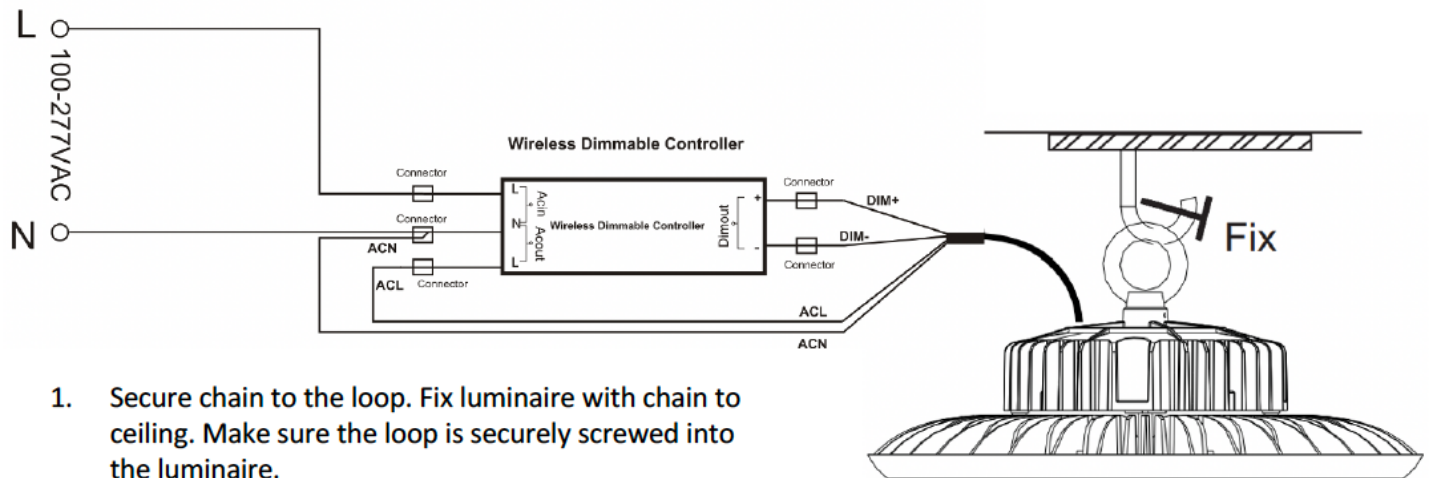 L
100-277VAC
N
Wireless Dimmable Controller
Connector
Connector
ACN
ACL
Connector
L
Acin
N
Acout
L
Wireless Dimmable Controller
Dimout
+
-
Connector
DIM+
DIM-
Connector
ACL
ACN
Fix
1. Secure chain to the loop. Fix luminaire with chain to
ceiling. Make sure the loop is securely screwed into
the luminaire.